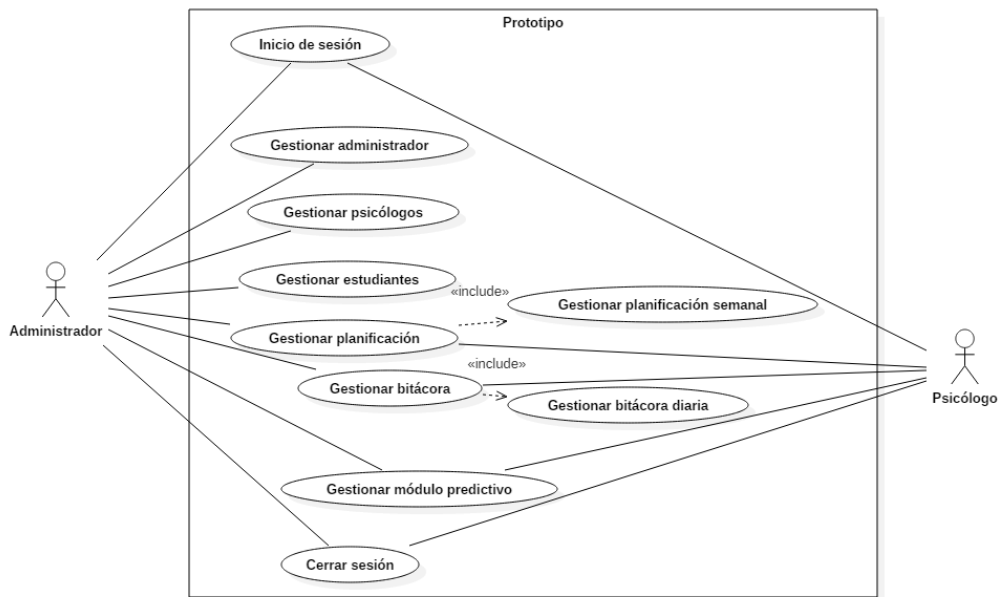 Prototipo
Inicio de sesión
Gestionar administrador
Gestionar psicólogos
Gestionar estudiantes
«include»
Gestionar planificación semanal
Administrador
Gestionar planificación
«include»
Gestionar bitácora
Psicólogo
Gestionar bitácora diaria
Gestionar módulo predictivo
Cerrar sesión